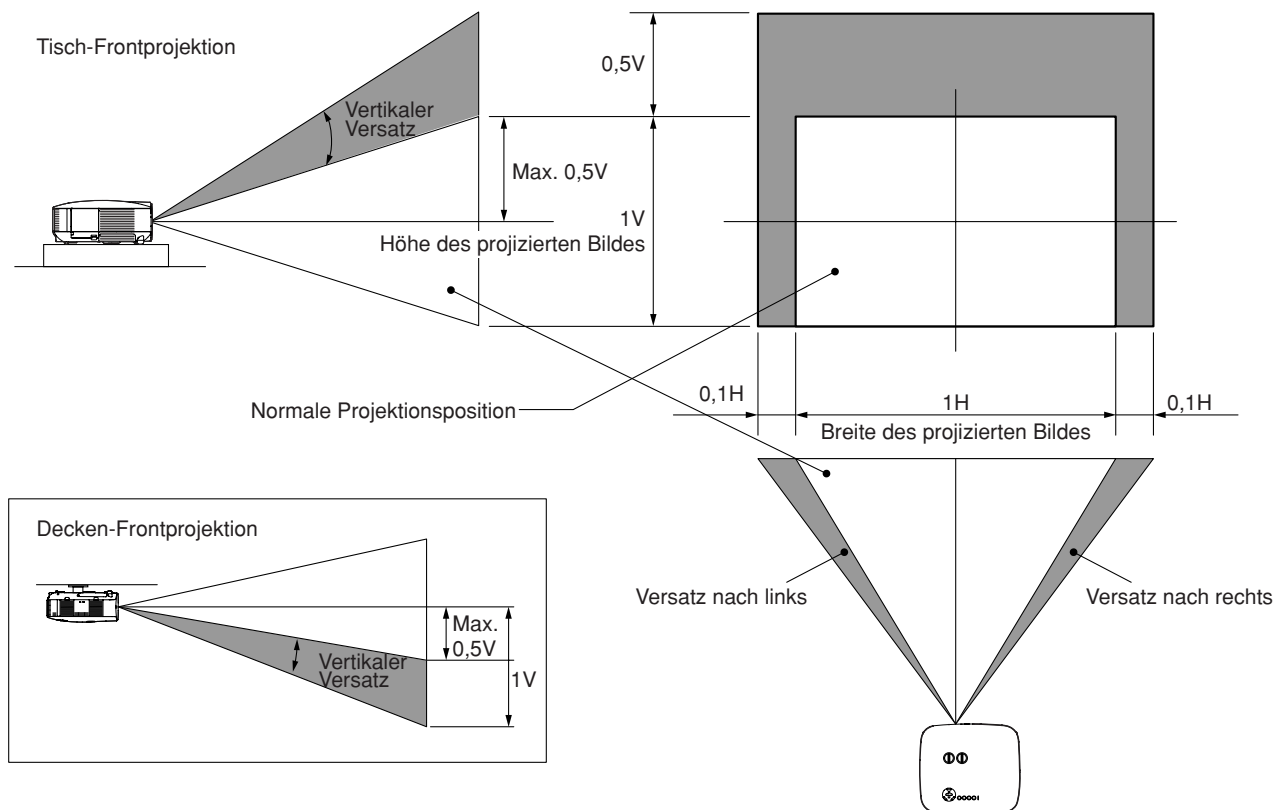 Tisch-Frontprojektion
Vertikaler
Versatz
0,5V
Max. 0,5V
1V
Höhe des projizierten Bildes
Normale Projektionsposition
0,1H
1H
0,1H
Breite des projizierten Bildes
Decken-Frontprojektion
Max.
0,5V
Vertikaler
Versatz
1V
Versatz nach links
Versatz nach rechts